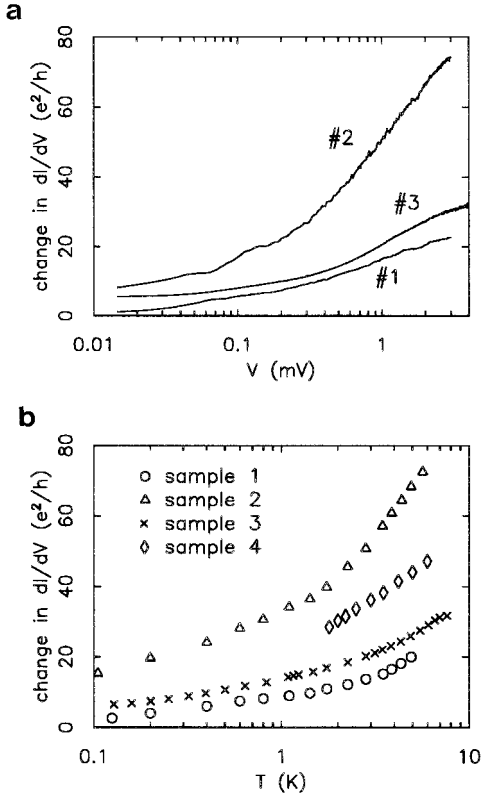 a
change in dI/dV (e²/h)
80
60
40
20
0
#2
#3
#1
0.01
0.1
1
V (mV)
b
change in dI/dV (e²/h)
80
60
40
20
0
sample 1
sample 2
sample 3
sample 4
0.1
1
10
T (K)